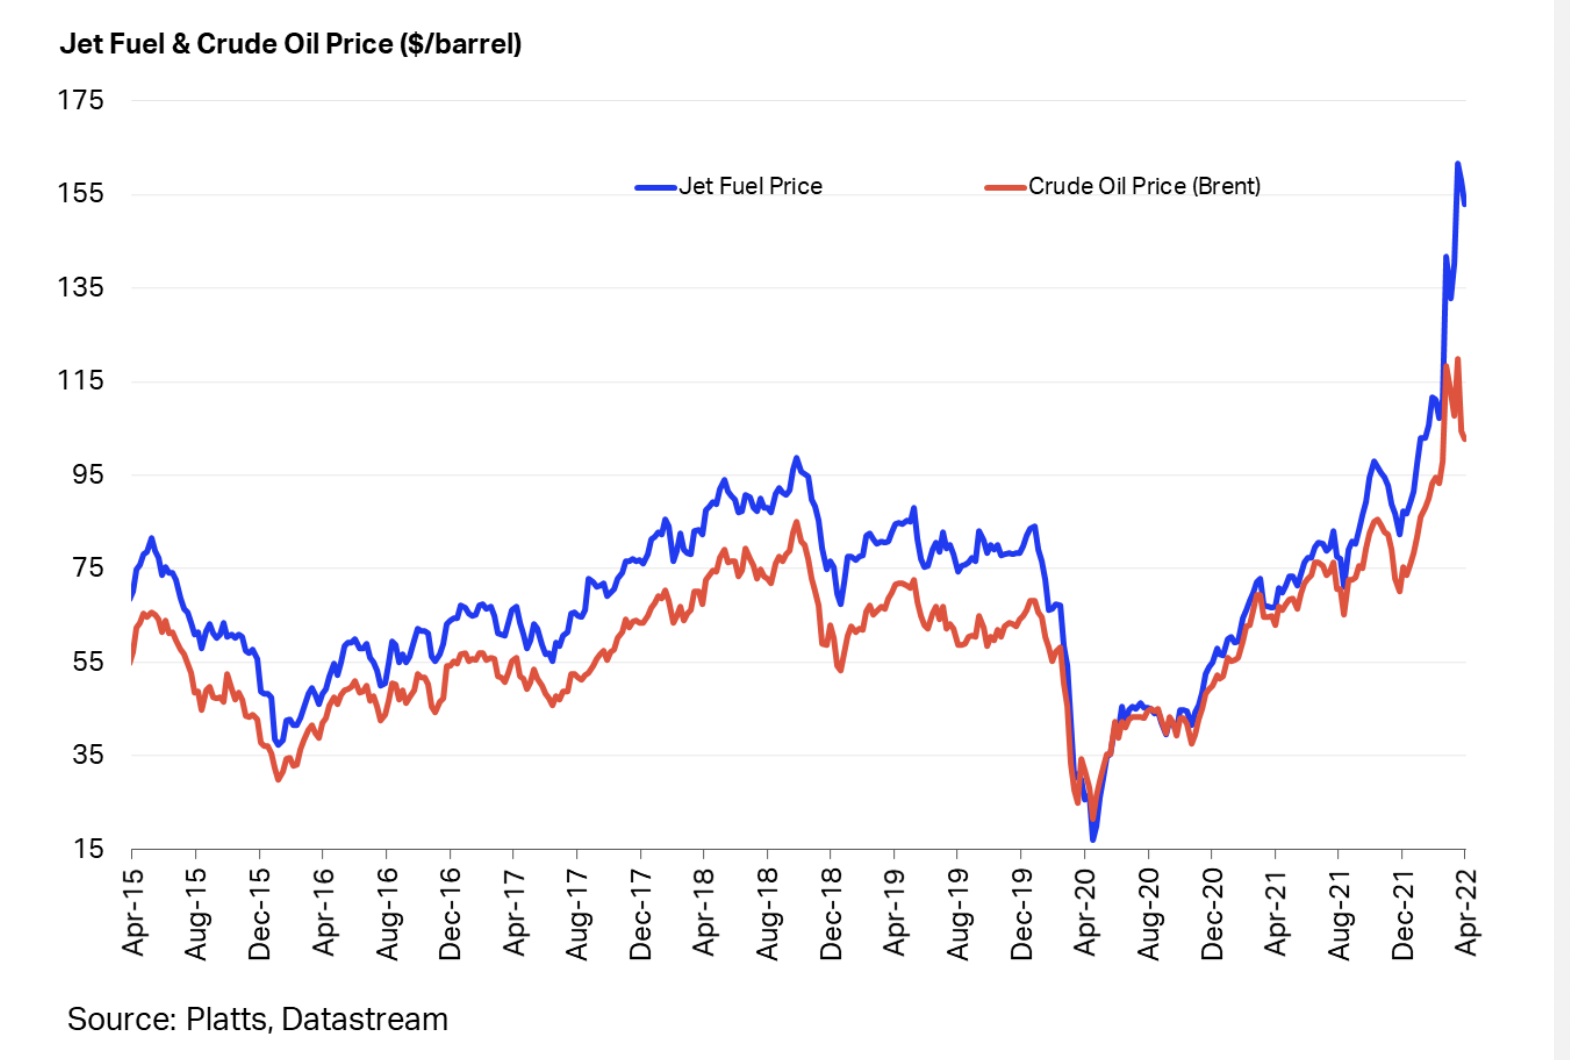 Jet Fuel & Crude Oil Price ($/barrel)
175
155
135
115
95
75
55
35
15
Jet Fuel Price
Crude Oil Price (Brent)
Apr-15
Aug-15
Dec-15
Apr-16
Aug-16
Dec-16
Apr-17
Aug-17
Dec-17
Apr-18
Aug-18
Dec-18
Apr-19
Aug-19
Dec-19
Apr-20
Aug-20
Dec-20
Apr-21
Aug-21
Dec-21
Apr-22
Source: Platts, Datastream